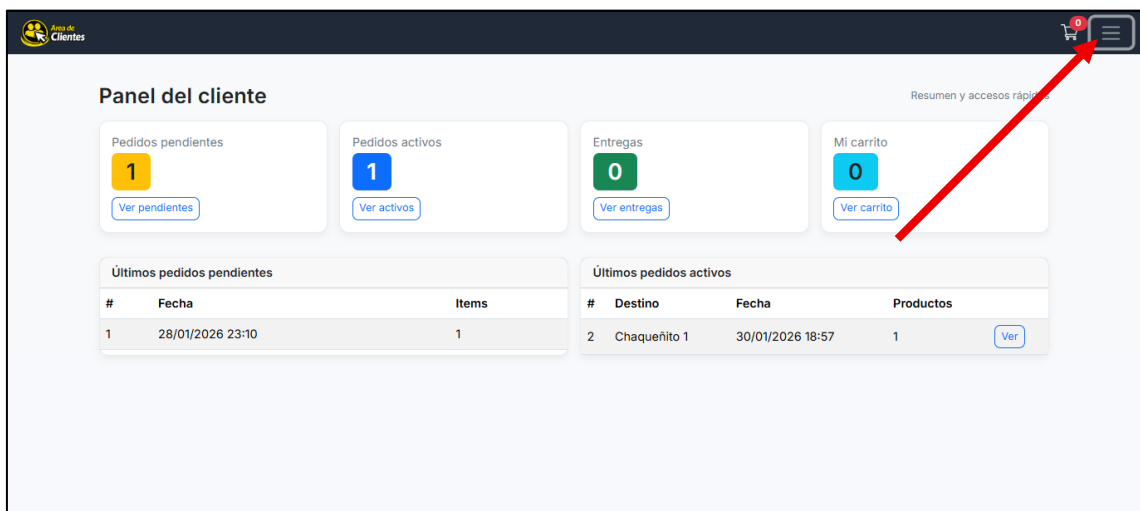 Area de
Clientes
0
Panel del cliente
Resumen y accesos rápidos
Pedidos pendientes
1
Ver pendientes
Pedidos activos
1
Ver activos
Entregas
0
Ver entregas
Mi carrito
0
Ver carrito
Últimos pedidos pendientes
# Fecha Items
1 28/01/2026 23:10 1
Últimos pedidos activos
# Destino Fecha Productos
2 Chaqueñito 1 30/01/2026 18:57 1 Ver